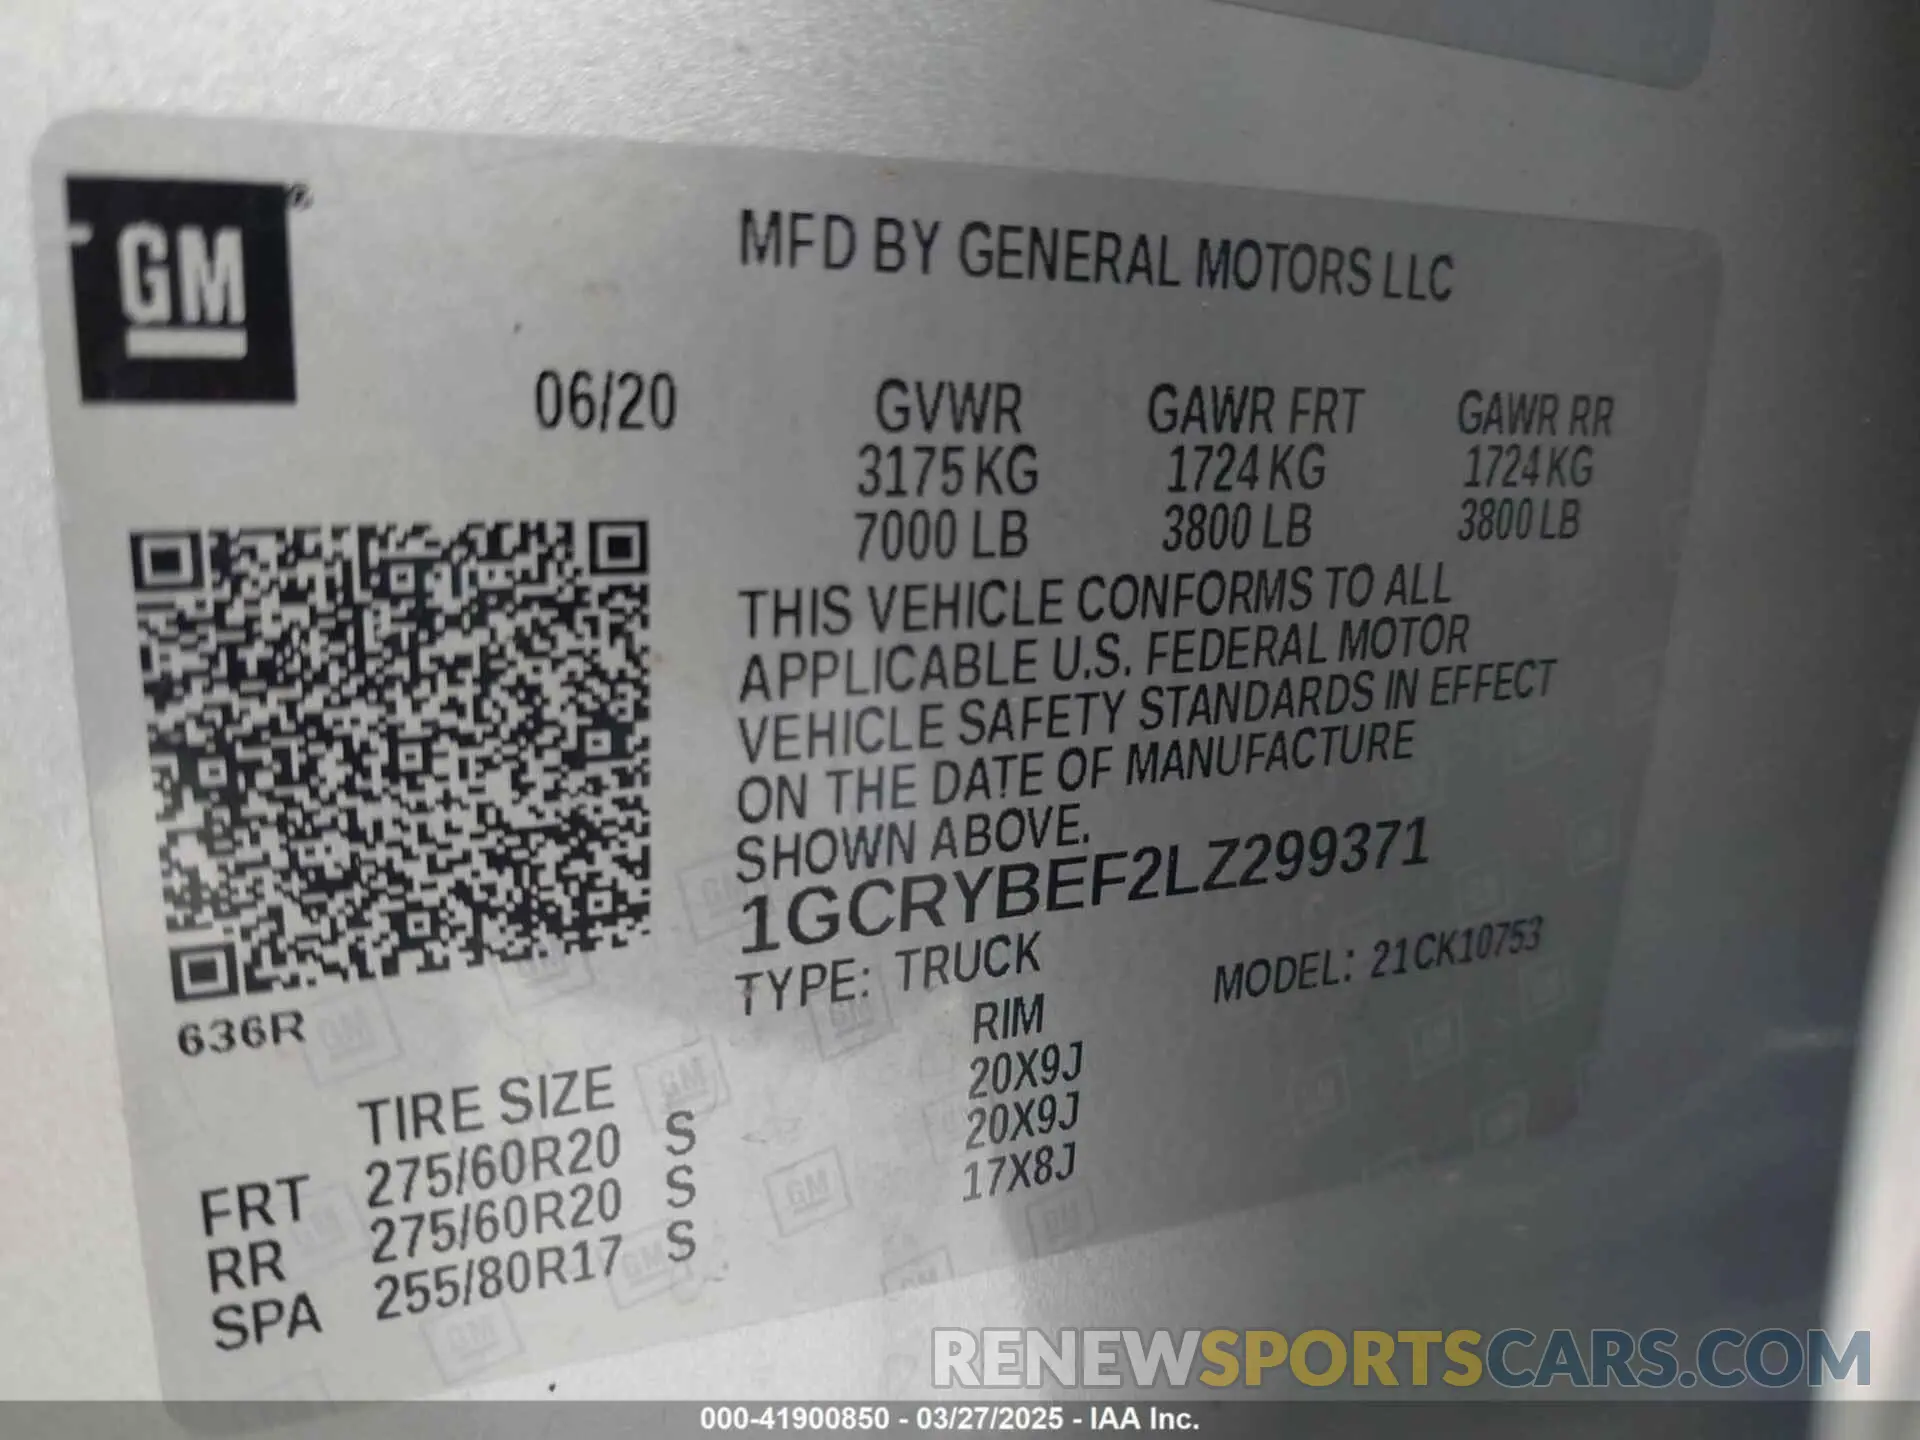 GM
MFD BY GENERAL MOTORS LLC
06/20
GVWR GAWR FRT GAWR RR
3175 KG 1724 KG 1724 KG
7000 LB 3800 LB 3800 LB
THIS VEHICLE CONFORMS TO ALL
APPLICABLE U.S. FEDERAL MOTOR
VEHICLE SAFETY STANDARDS IN EFFECT
ON THE DATE OF MANUFACTURE
SHOWN ABOVE.
1GCRYBEF2LZ299371
TYPE: TRUCK MODEL: 21CK10753
636R
TIRE SIZE RIM
FRT 275/60R20 S 20X9J
RR 275/60R20 S 20X9J
SPA 255/80R17 S 17X8J
RENEWSPORTSCARS.COM
000-41900850 - 03/27/2025 - IAA Inc.